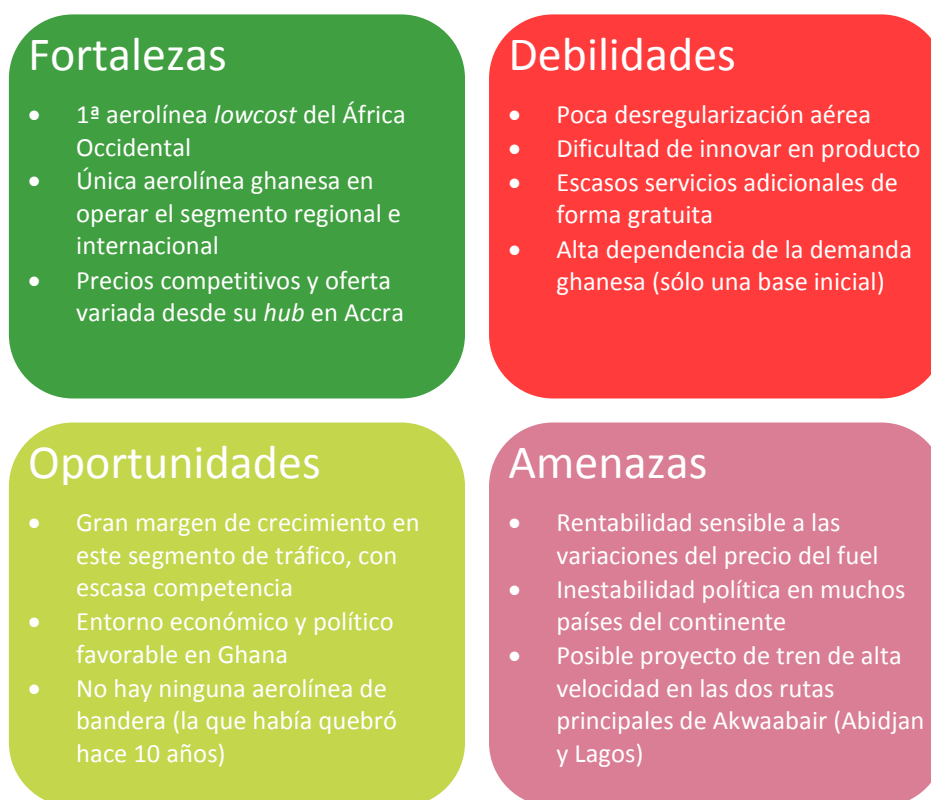 Fortalezas
• 1ª aerolínea lowcost del África
Occidental
• Única aerolínea ghanesa en
operar el segmento regional e
internacional
• Precios competitivos y oferta
variada desde su hub en Accra
Debilidades
• Poca desregularización aérea
• Dificultad de innovar en producto
• Escasos servicios adicionales de
forma gratuita
• Alta dependencia de la demanda
ghanesa (sólo una base inicial)
Oportunidades
• Gran margen de crecimiento en
este segmento de tráfico, con
escasa competencia
• Entorno económico y político
favorable en Ghana
• No hay ninguna aerolínea de
bandera (la que había quebró
hace 10 años)
Amenazas
• Rentabilidad sensible a las
variaciones del precio del fuel
• Inestabilidad política en muchos
países del continente
• Posible proyecto de tren de alta
velocidad en las dos rutas
principales de Akwaabair (Abidjan
y Lagos)